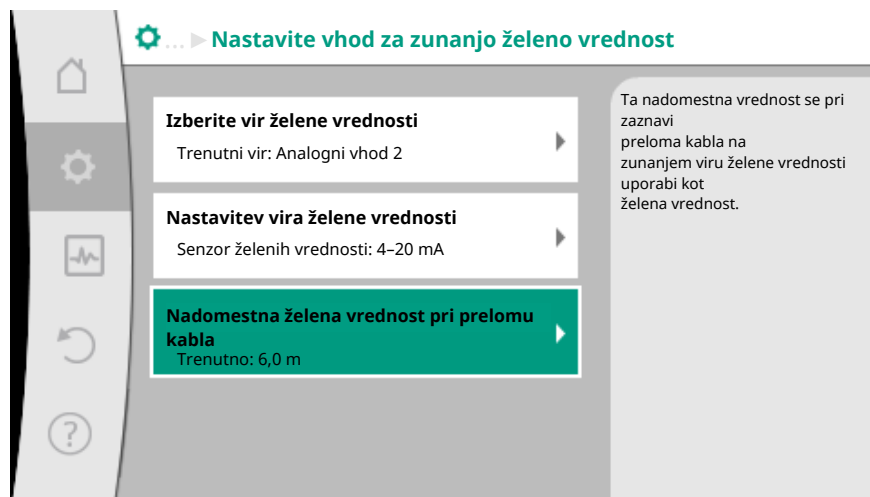 ... ▶ Nastavite vhod za zunanjo želeno vrednost
Izberite vir želene vrednosti
Trenutni vir: Analogni vhod 2
Nastavitev vira želene vrednosti
Senzor želenih vrednosti: 4–20 mA
Nadomestna želena vrednost pri prelomu
kabla
Trenutno: 6,0 m
Ta nadomestna vrednost se pri
zaznavi
preloma kabla na
zunanjem viru želene vrednosti
uporabi kot
želena vrednost.
?